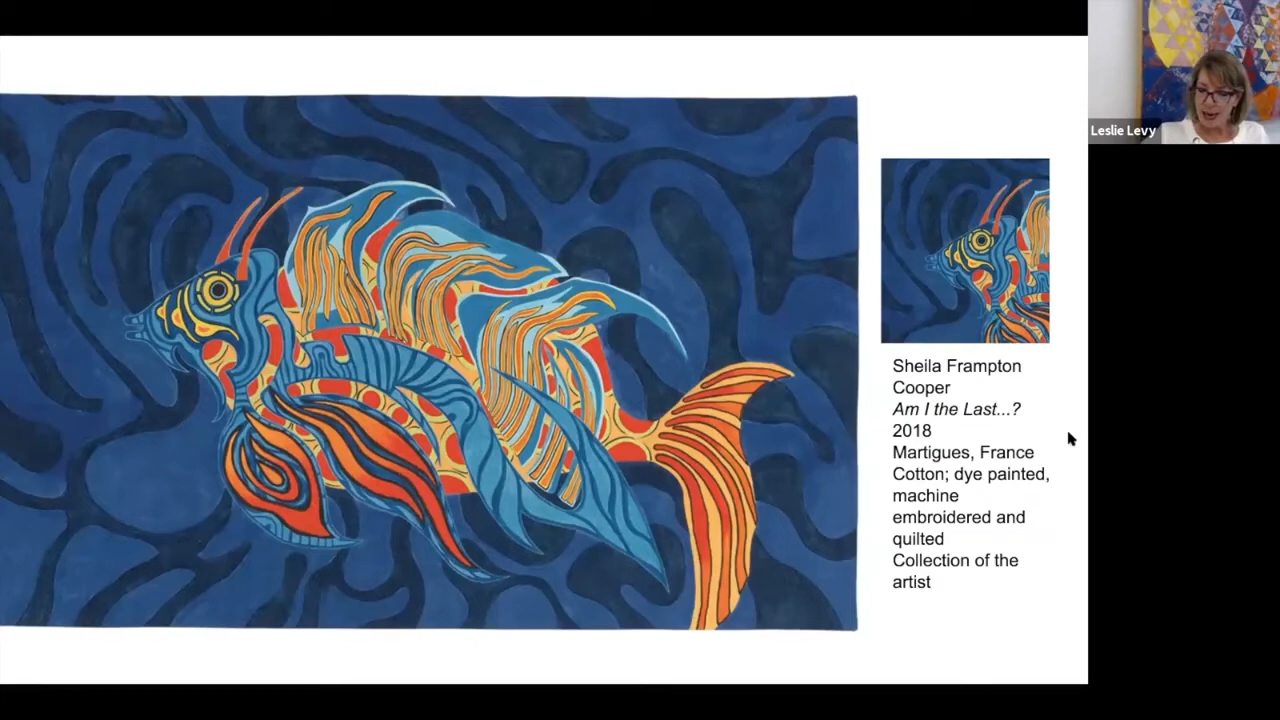 Leslie Levy
Sheila Frampton
Cooper
Am I the Last...?
2018
Martigues, France
Cotton; dye painted,
machine
embroidered and
quilted
Collection of the
artist